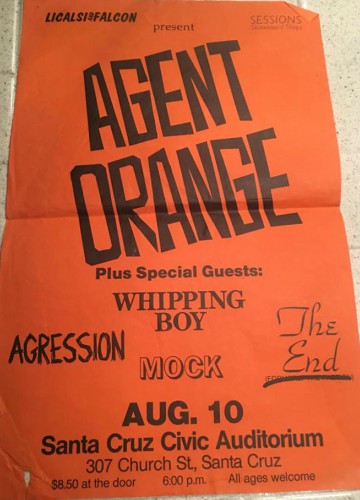 LICALSI AND FALCON
SESSIONS
present
AGENT
ORANGE
Plus Special Guests:
WHIPPING
BOY
The
End
AGRESSION
MOCK
AUG. 10
Santa Cruz Civic Auditorium
307 Church St, Santa Cruz
$8.50 at the door 6:00 p.m. All ages welcome